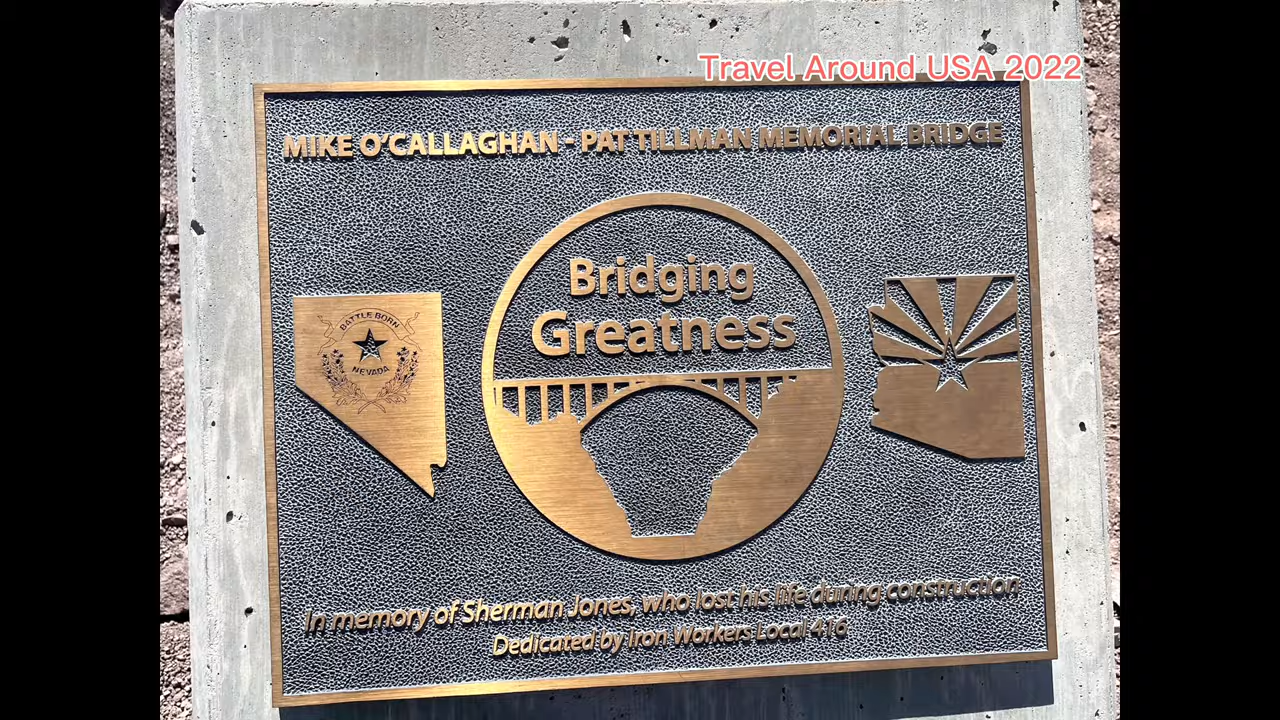 Travel Around USA 2022
MIKE O'CALLAGHAN - PAT TILLMAN MEMORIAL BRIDGE
Bridging
Greatness
BATTLE BORN
NEVADA
In memory of Sherman Jones, who lost his life during construction
Dedicated by Iron Workers Local 416